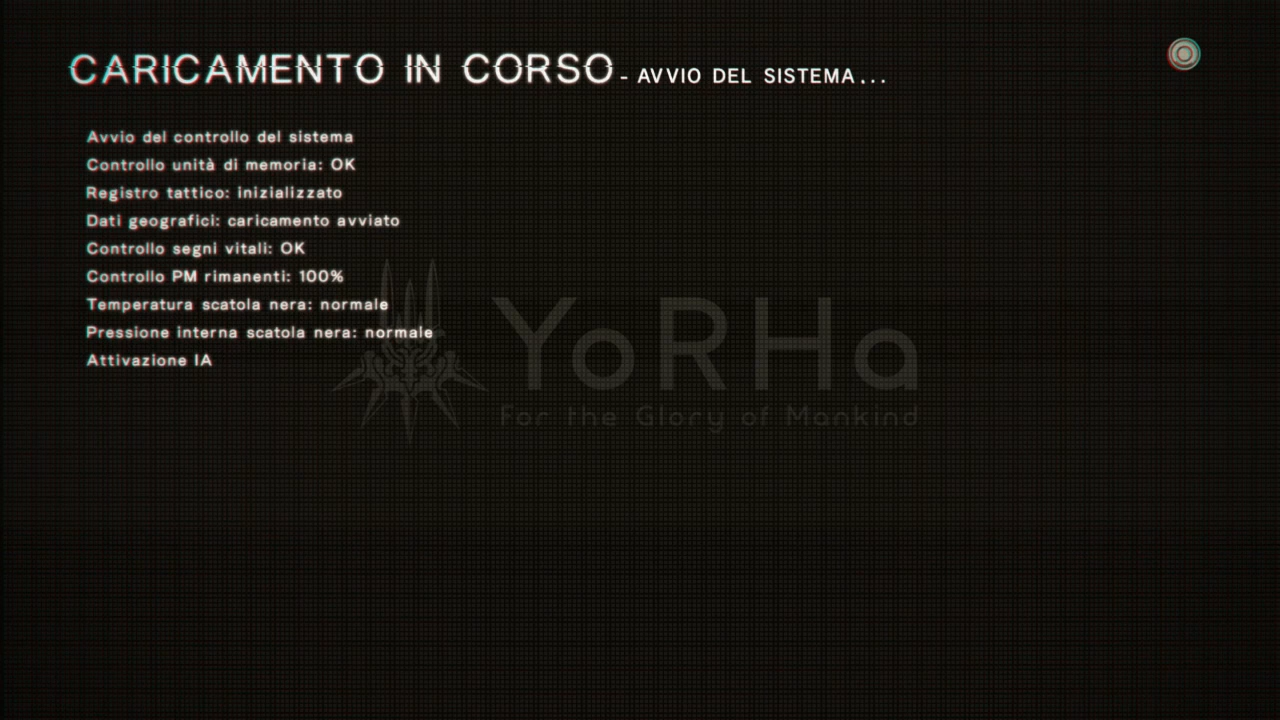 CARICAMENTO IN CORSO - AVVIO DEL SISTEMA...
Avvio del controllo del sistema
Controllo unità di memoria: OK
Registro tattico: inizializzato
Dati geografici: caricamento avviato
Controllo segni vitali: OK
Controllo PM rimanenti: 100%
Temperatura scatola nera: normale
Pressione interna scatola nera: normale
Attivazione IA
YoRHa
For the Glory of Mankind